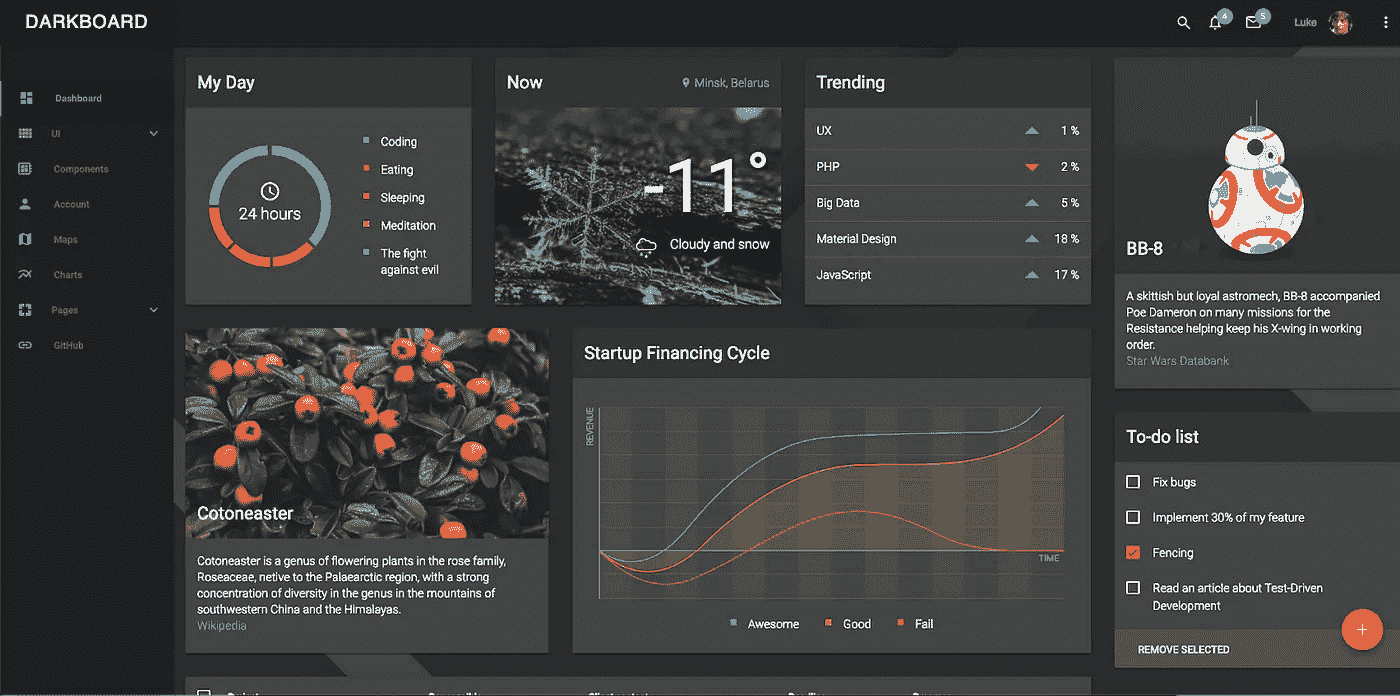 DARKBOARD
4
5
Luke
Dashboard
UI
Components
Account
Maps
Charts
Pages
GitHub
My Day
24 hours
Coding
Eating
Sleeping
Meditation
The fight
against evil
Now
Minsk, Belarus
-11°
Cloudy and snow
Trending
UX 1 %
PHP 2 %
Big Data 5 %
Material Design 18 %
JavaScript 17 %
BB-8
A skittish but loyal astromech, BB-8 accompanied
Poe Dameron on many missions for the
Resistance helping keep his X-wing in working
order.
Star Wars Databank
Cotoneaster
Cotoneaster is a genus of flowering plants in the rose family,
Roseaceae, netive to the Palaearctic region, with a strong
concentration of diversity in the genus in the mountains of
southwestern China and the Himalayas.
Wikipedia
Startup Financing Cycle
REVENUE
TIME
Awesome Good Fail
To-do list
Fix bugs
Implement 30% of my feature
Fencing
Read an article about Test-Driven
Development
+
REMOVE SELECTED